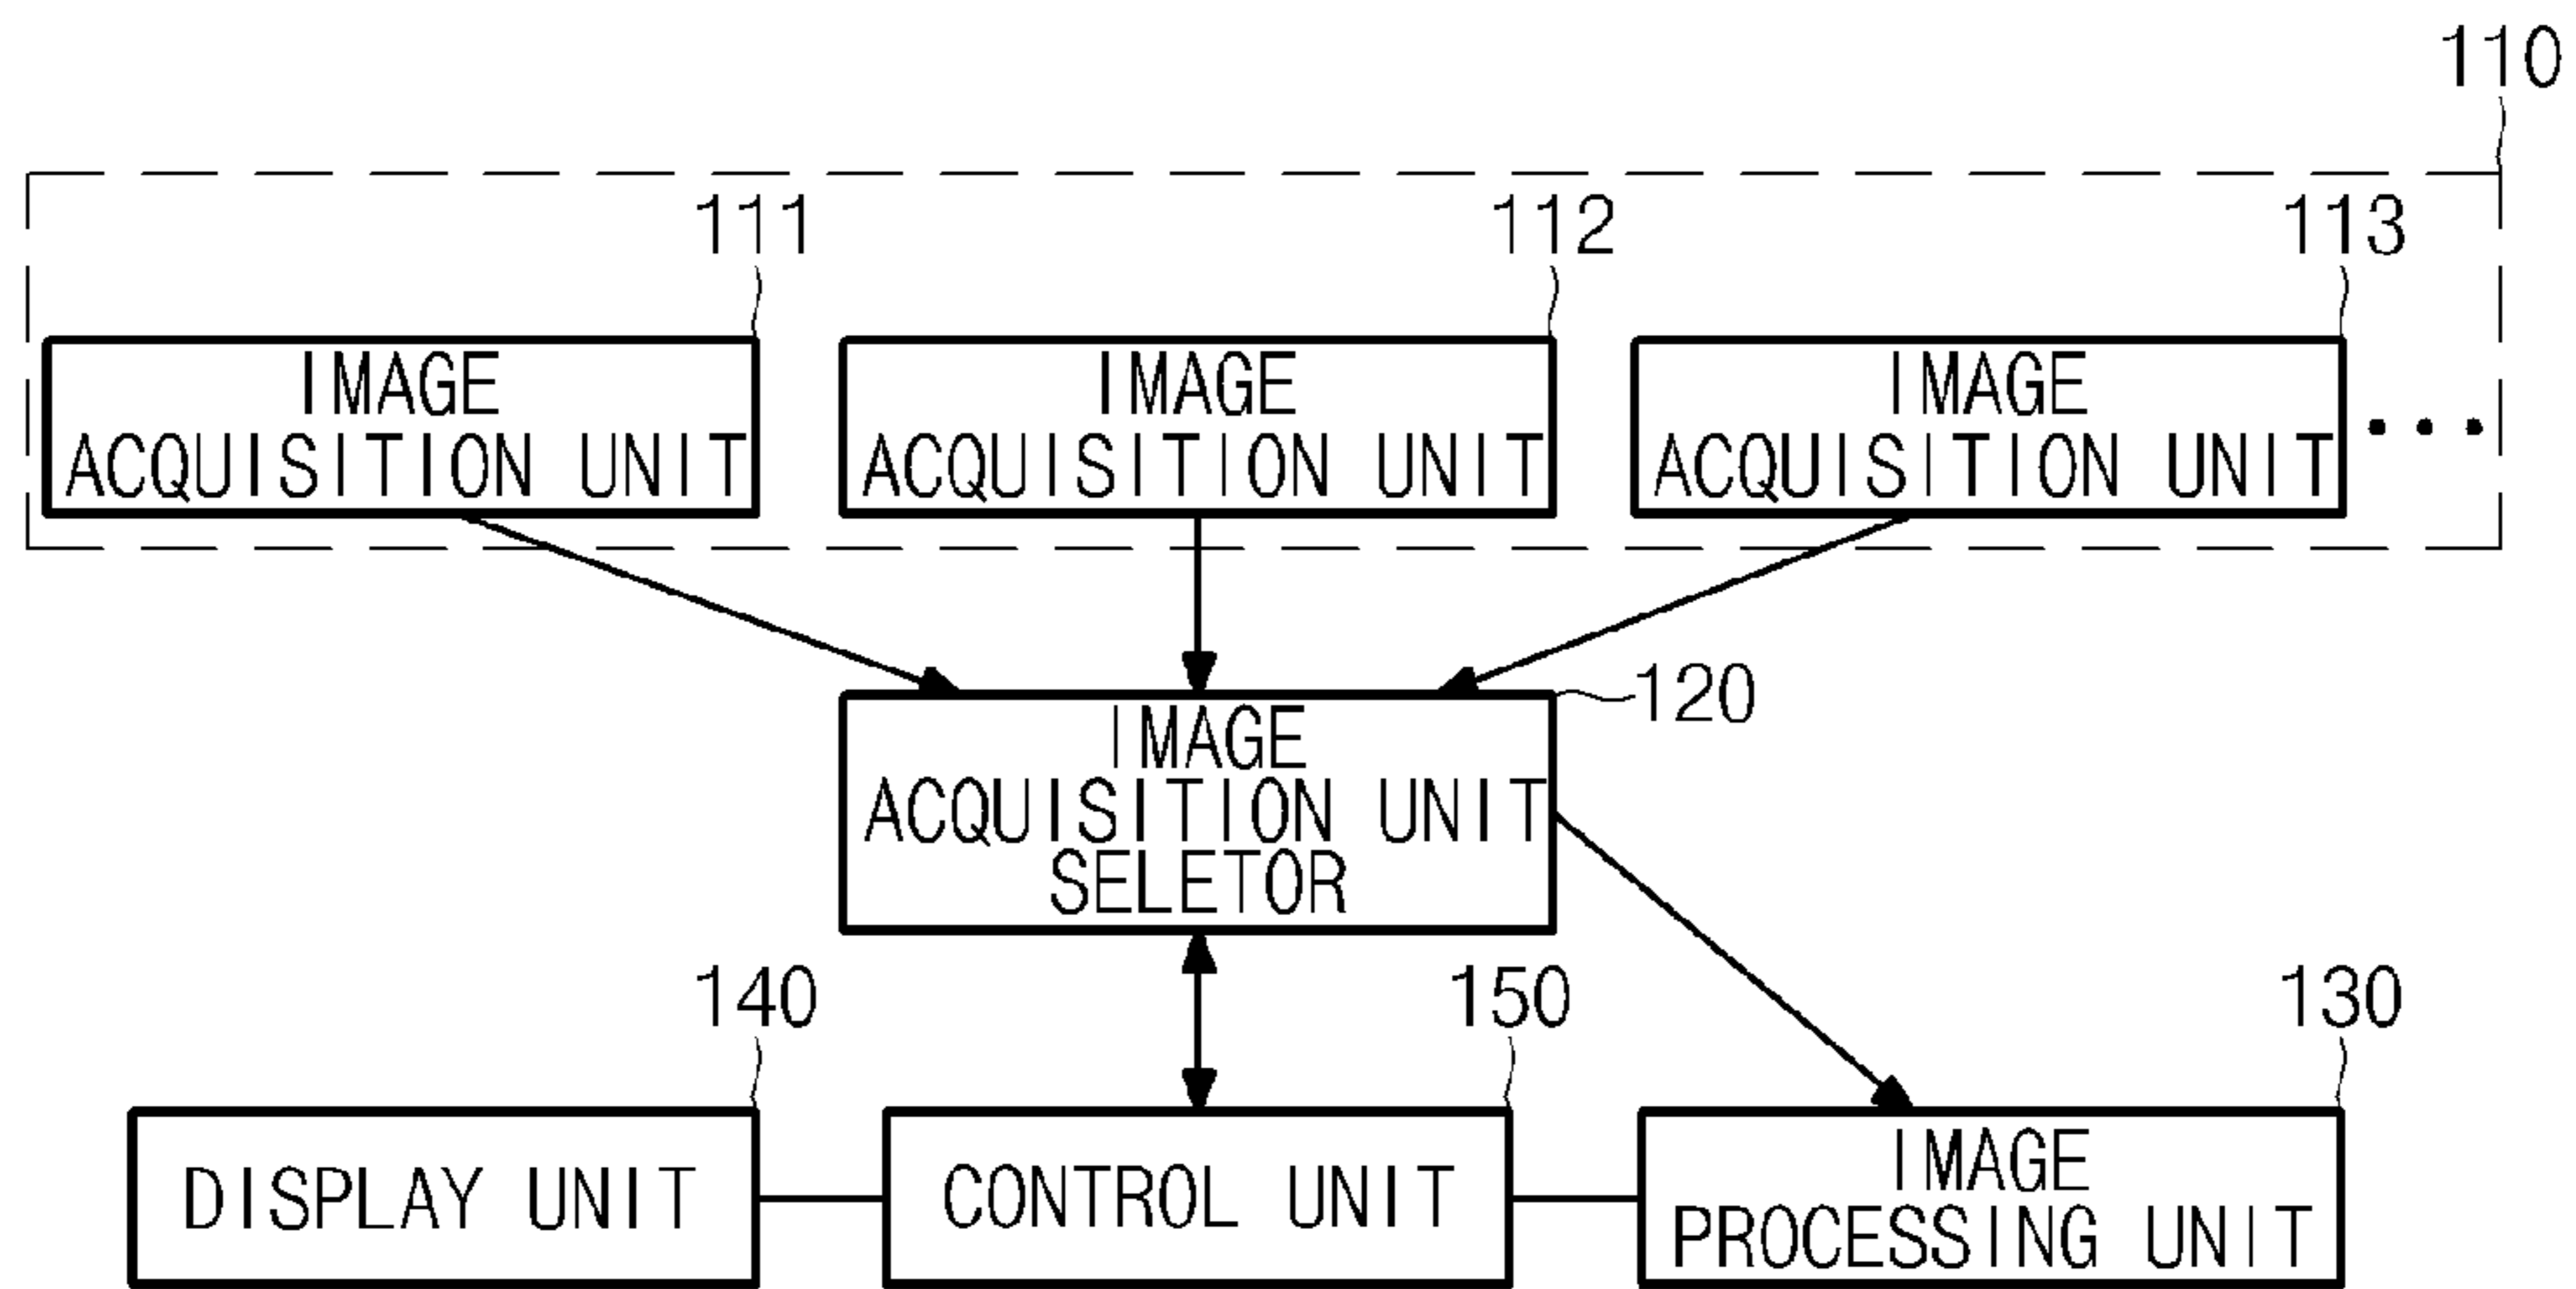 110
111
112
113
IMAGE
ACQUISITION UNIT
IMAGE
ACQUISITION UNIT
IMAGE
ACQUISITION UNIT
...
120
IMAGE
ACQUISITION UNIT
SELETOR
140
150
130
DISPLAY UNIT
CONTROL UNIT
IMAGE
PROCESSING UNIT